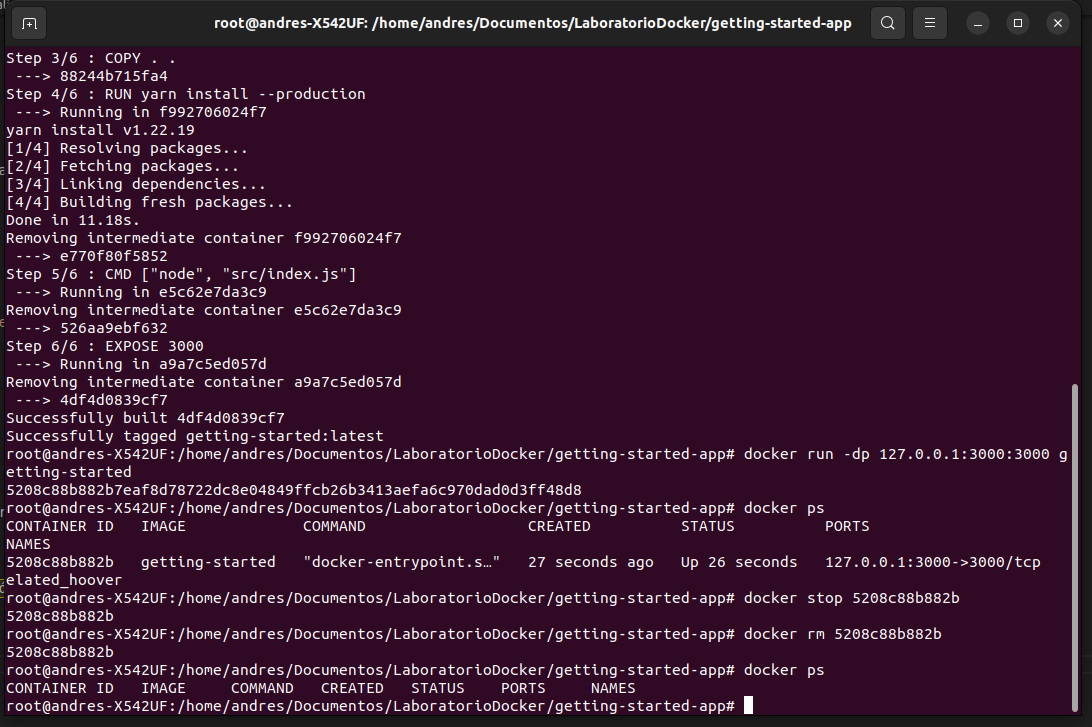 root@andres-X542UF: /home/andres/Documentos/LaboratorioDocker/getting-started-app
Step 3/6 : COPY . .
 ---> 88244b715fa4
Step 4/6 : RUN yarn install --production
 ---> Running in f992706024f7
yarn install v1.22.19
[1/4] Resolving packages...
[2/4] Fetching packages...
[3/4] Linking dependencies...
[4/4] Building fresh packages...
Done in 11.18s.
Removing intermediate container f992706024f7
 ---> e770f80f5852
Step 5/6 : CMD ["node", "src/index.js"]
 ---> Running in e5c62e7da3c9
Removing intermediate container e5c62e7da3c9
 ---> 526aa9ebf632
Step 6/6 : EXPOSE 3000
 ---> Running in a9a7c5ed057d
Removing intermediate container a9a7c5ed057d
 ---> 4df4d0839cf7
Successfully built 4df4d0839cf7
Successfully tagged getting-started:latest
root@andres-X542UF:/home/andres/Documentos/LaboratorioDocker/getting-started-app# docker run -dp 127.0.0.1:3000:3000 g
etting-started
5208c88b882b7eaf8d78722dc8e04849ffcb26b3413aefa6c970dad0d3ff48d8
root@andres-X542UF:/home/andres/Documentos/LaboratorioDocker/getting-started-app# docker ps
CONTAINER ID   IMAGE             COMMAND                  CREATED          STATUS          PORTS
NAMES
5208c88b882b   getting-started   "docker-entrypoint.s…"   27 seconds ago   Up 26 seconds   127.0.0.1:3000->3000/tcp
elated_hoover
root@andres-X542UF:/home/andres/Documentos/LaboratorioDocker/getting-started-app# docker stop 5208c88b882b
5208c88b882b
root@andres-X542UF:/home/andres/Documentos/LaboratorioDocker/getting-started-app# docker rm 5208c88b882b
5208c88b882b
root@andres-X542UF:/home/andres/Documentos/LaboratorioDocker/getting-started-app# docker ps
CONTAINER ID   IMAGE     COMMAND   CREATED   STATUS    PORTS     NAMES
root@andres-X542UF:/home/andres/Documentos/LaboratorioDocker/getting-started-app#